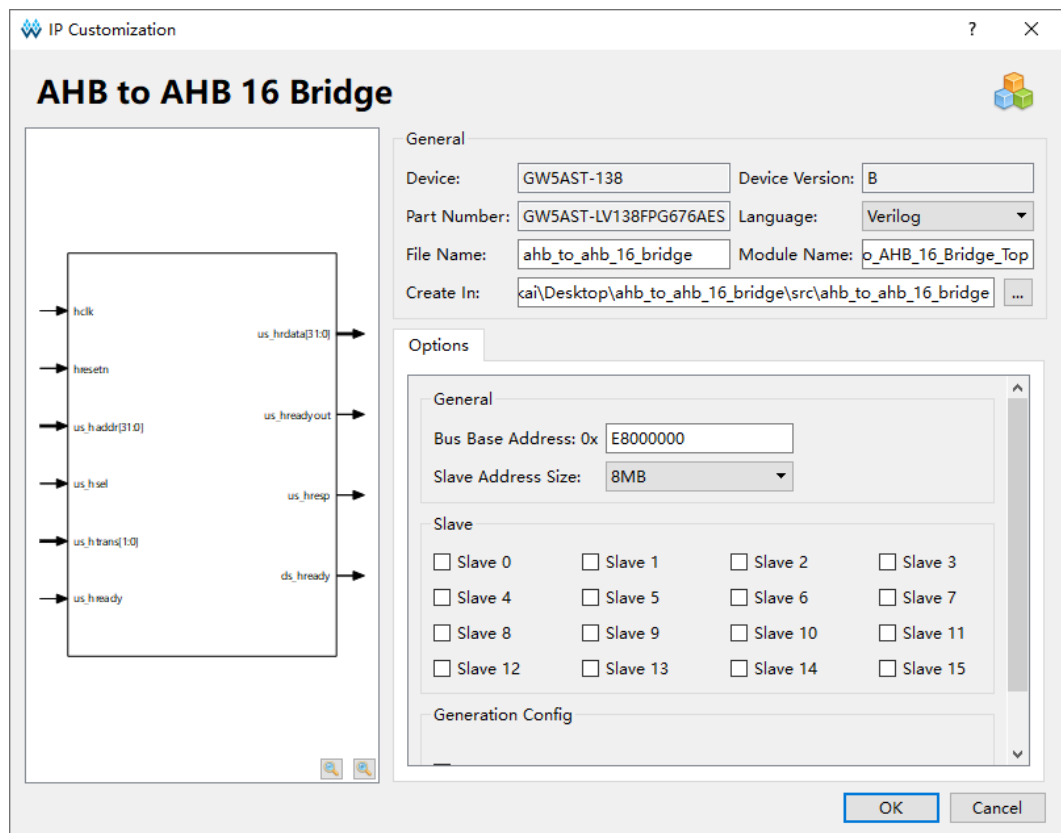 IP Customization
?
AHB to AHB 16 Bridge
hclk
hresetn
us_haddr[31:0]
us_hsel
us_htrans[1:0]
us_hready
us_hrdata[31:0]
us_hreadyout
us_hresp
ds_hready
General
Device: GW5AST-138 Device Version: B
Part Number: GW5AST-LV138FPG676AES Language: Verilog
File Name: ahb_to_ahb_16_bridge Module Name: o_AHB_16_Bridge_Top
Create In: kai\Desktop\ahb_to_ahb_16_bridge\src\ahb_to_ahb_16_bridge ...
Options
General
Bus Base Address: 0x E8000000
Slave Address Size: 8MB
Slave
Slave 0 Slave 1 Slave 2 Slave 3
Slave 4 Slave 5 Slave 6 Slave 7
Slave 8 Slave 9 Slave 10 Slave 11
Slave 12 Slave 13 Slave 14 Slave 15
Generation Config
OK Cancel